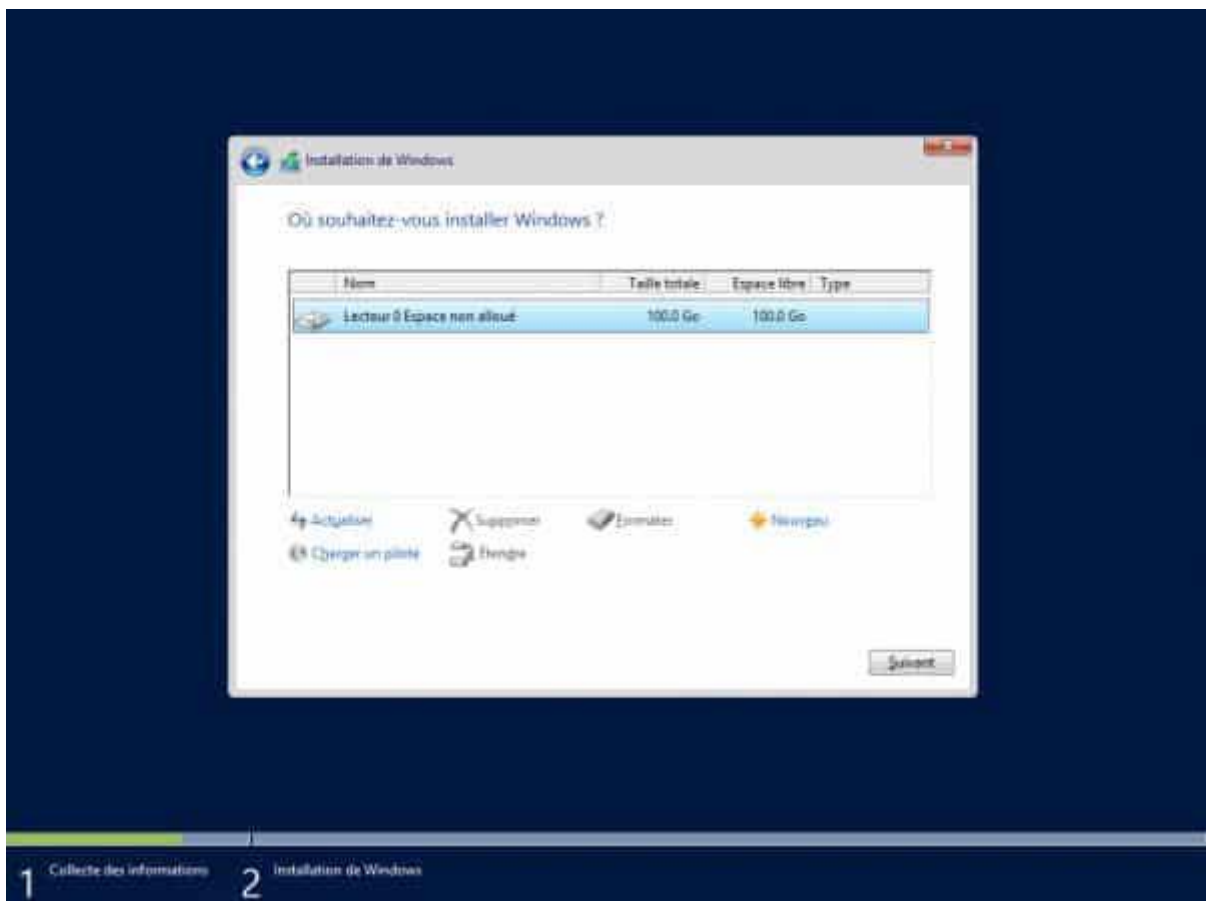 Installation de Windows
Où souhaitez-vous installer Windows ?
Nom Taille totale Espace libre Type
Lecteur 0 Espace non alloué 100.0 Go 100.0 Go
Actualiser Supprimer Formater Nouveau
Charger un pilote Étendre
Suivant
1 Collecte des informations 2 Installation de Windows